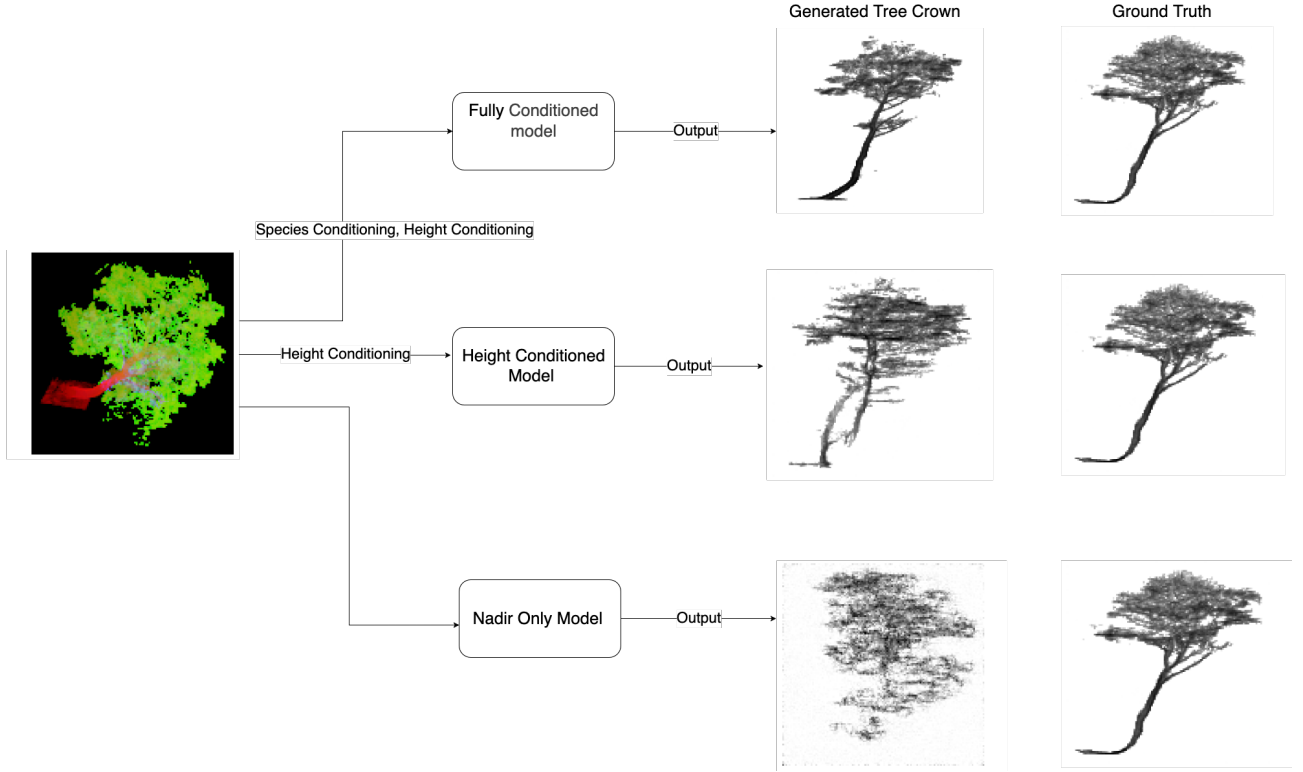 Generated Tree Crown
Ground Truth
Fully Conditioned
model
Output
Species Conditioning, Height Conditioning
Height Conditioning
Height Conditioned
Model
Output
Nadir Only Model
Output